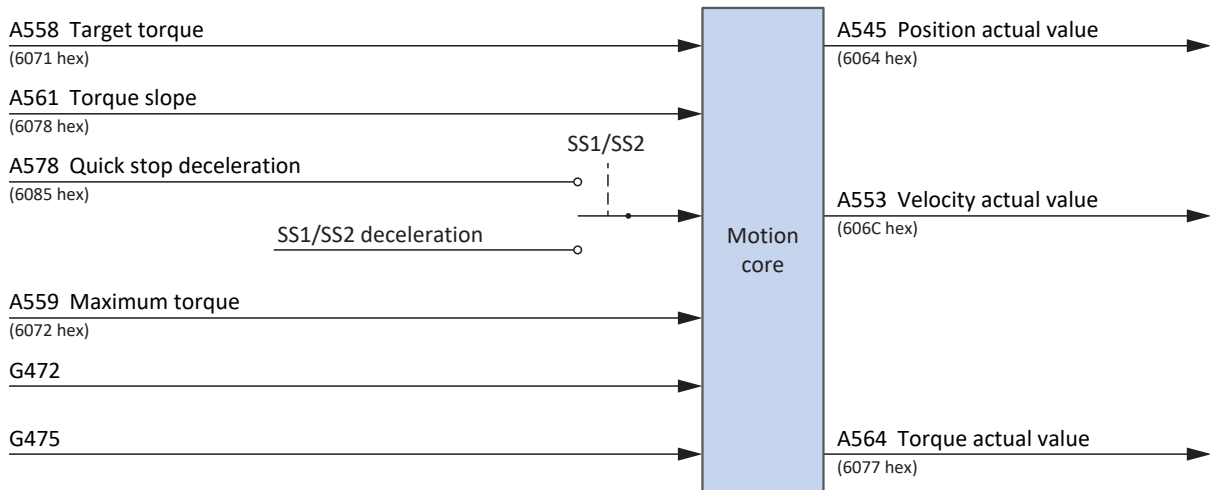 A558 Target torque
(6071 hex)
A561 Torque slope
(6078 hex)
A578 Quick stop deceleration
(6085 hex)
SS1/SS2
SS1/SS2 deceleration
A559 Maximum torque
(6072 hex)
G472
G475
Motion
core
A545 Position actual value
(6064 hex)
A553 Velocity actual value
(606C hex)
A564 Torque actual value
(6077 hex)